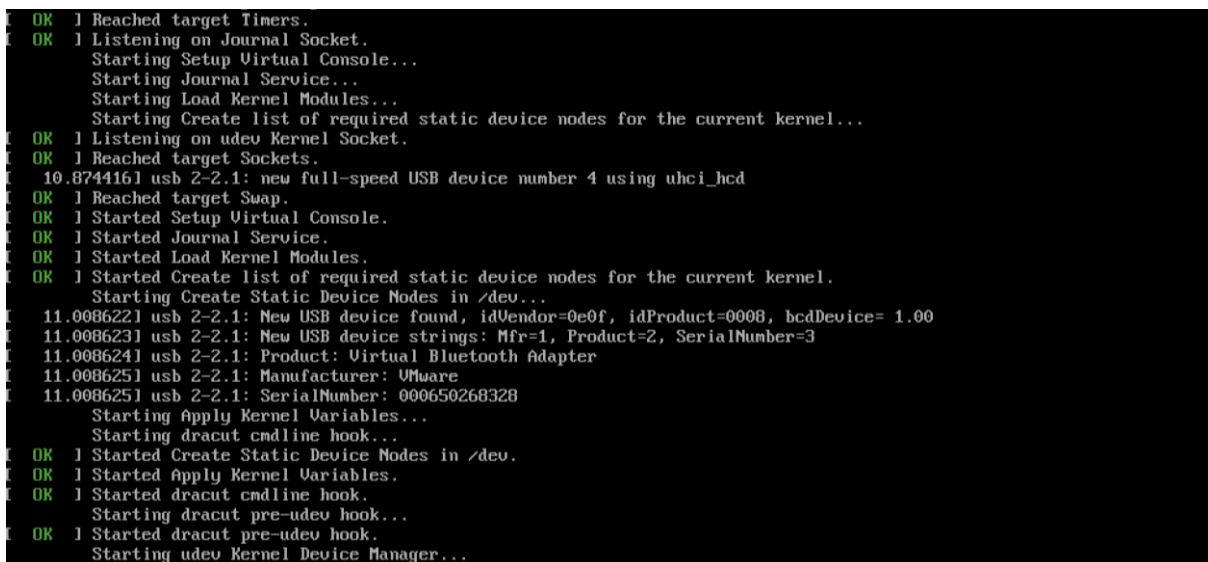 [  OK  ] Reached target Timers.
[  OK  ] Listening on Journal Socket.
         Starting Setup Virtual Console...
         Starting Journal Service...
         Starting Load Kernel Modules...
         Starting Create list of required static device nodes for the current kernel...
[  OK  ] Listening on udev Kernel Socket.
[  OK  ] Reached target Sockets.
[   10.874416] usb 2-2.1: new full-speed USB device number 4 using uhci_hcd
[  OK  ] Reached target Swap.
[  OK  ] Started Setup Virtual Console.
[  OK  ] Started Journal Service.
[  OK  ] Started Load Kernel Modules.
[  OK  ] Started Create list of required static device nodes for the current kernel.
         Starting Create Static Device Nodes in /dev...
[   11.008622] usb 2-2.1: New USB device found, idVendor=0e0f, idProduct=0008, bcdDevice= 1.00
[   11.008623] usb 2-2.1: New USB device strings: Mfr=1, Product=2, SerialNumber=3
[   11.008624] usb 2-2.1: Product: Virtual Bluetooth Adapter
[   11.008625] usb 2-2.1: Manufacturer: VMware
[   11.008625] usb 2-2.1: SerialNumber: 000650268328
         Starting Apply Kernel Variables...
         Starting dracut cmdline hook...
[  OK  ] Started Create Static Device Nodes in /dev.
[  OK  ] Started Apply Kernel Variables.
[  OK  ] Started dracut cmdline hook.
         Starting dracut pre-udev hook...
[  OK  ] Started dracut pre-udev hook.
         Starting udev Kernel Device Manager...